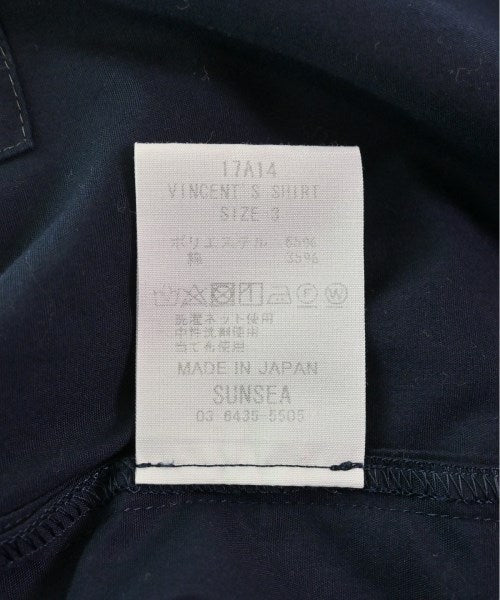 17A14
VINCENT'S SHIRT
SIZE 3
ポリエステル 65%
綿 35%
洗濯ネット使用
中性洗剤使用
当て布使用
MADE IN JAPAN
SUNSEA
03 6435 5505